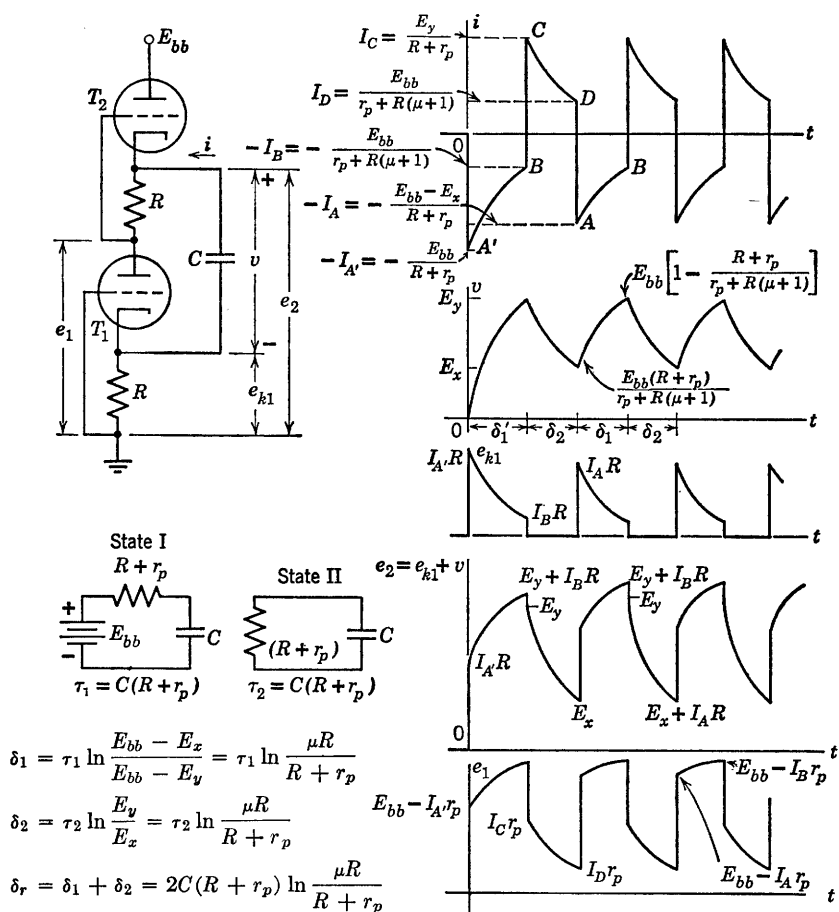 E_bb
T_2
i
+
R
C
v
e_2
e_1
T_1
−
R
e_k1
i
I_C = E_y / (R + r_p)
C
I_D = E_bb / (r_p + R(μ+1))
D
0
t
−I_B = − E_bb / (r_p + R(μ+1))
B
B
−I_A = − (E_bb − E_x) / (R + r_p)
A
A′
−I_A′ = − E_bb / (R + r_p)
E_bb [1 − (R + r_p) / (r_p + R(μ+1))]
E_y
v
E_x
E_bb(R + r_p) / (r_p + R(μ+1))
t
0
δ_1′
δ_2
δ_1
δ_2
I_A′R
e_k1
I_AR
I_BR
t
State I
R + r_p
+
E_bb
−
C
τ_1 = C(R + r_p)
State II
(R + r_p)
C
τ_2 = C(R + r_p)
e_2 = e_k1 + v
E_y + I_BR
E_y + I_BR
E_y
E_y
I_A′R
E_x
E_x + I_AR
0
t
δ_1 = τ_1 ln (E_bb − E_x) / (E_bb − E_y) = τ_1 ln μR / (R + r_p)
δ_2 = τ_2 ln E_y / E_x = τ_2 ln μR / (R + r_p)
δ_r = δ_1 + δ_2 = 2C(R + r_p) ln μR / (R + r_p)
e_1
E_bb − I_Br_p
E_bb − I_A′r_p
I_Cr_p
I_Dr_p
E_bb − I_Ar_p
t